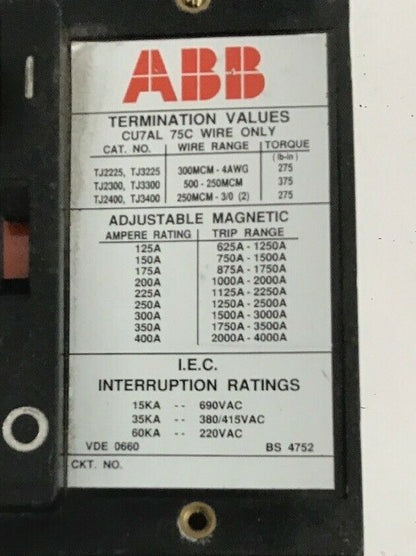 ABB
TERMINATION VALUES
CU7AL 75C WIRE ONLY
CAT. NO. WIRE RANGE TORQUE
(lb-in)
TJ2225, TJ3225 300MCM - 4AWG 275
TJ2300, TJ3300 500 - 250MCM 375
TJ2400, TJ3400 250MCM - 3/0 (2) 275
ADJUSTABLE MAGNETIC
AMPERE RATING TRIP RANGE
125A 625A - 1250A
150A 750A - 1500A
175A 875A - 1750A
200A 1000A - 2000A
225A 1125A - 2250A
250A 1250A - 2500A
300A 1500A - 3000A
350A 1750A - 3500A
400A 2000A - 4000A
I.E.C.
INTERRUPTION RATINGS
15KA -- 690VAC
35KA -- 380/415VAC
60KA -- 220VAC
VDE 0660 BS 4752
CKT. NO.